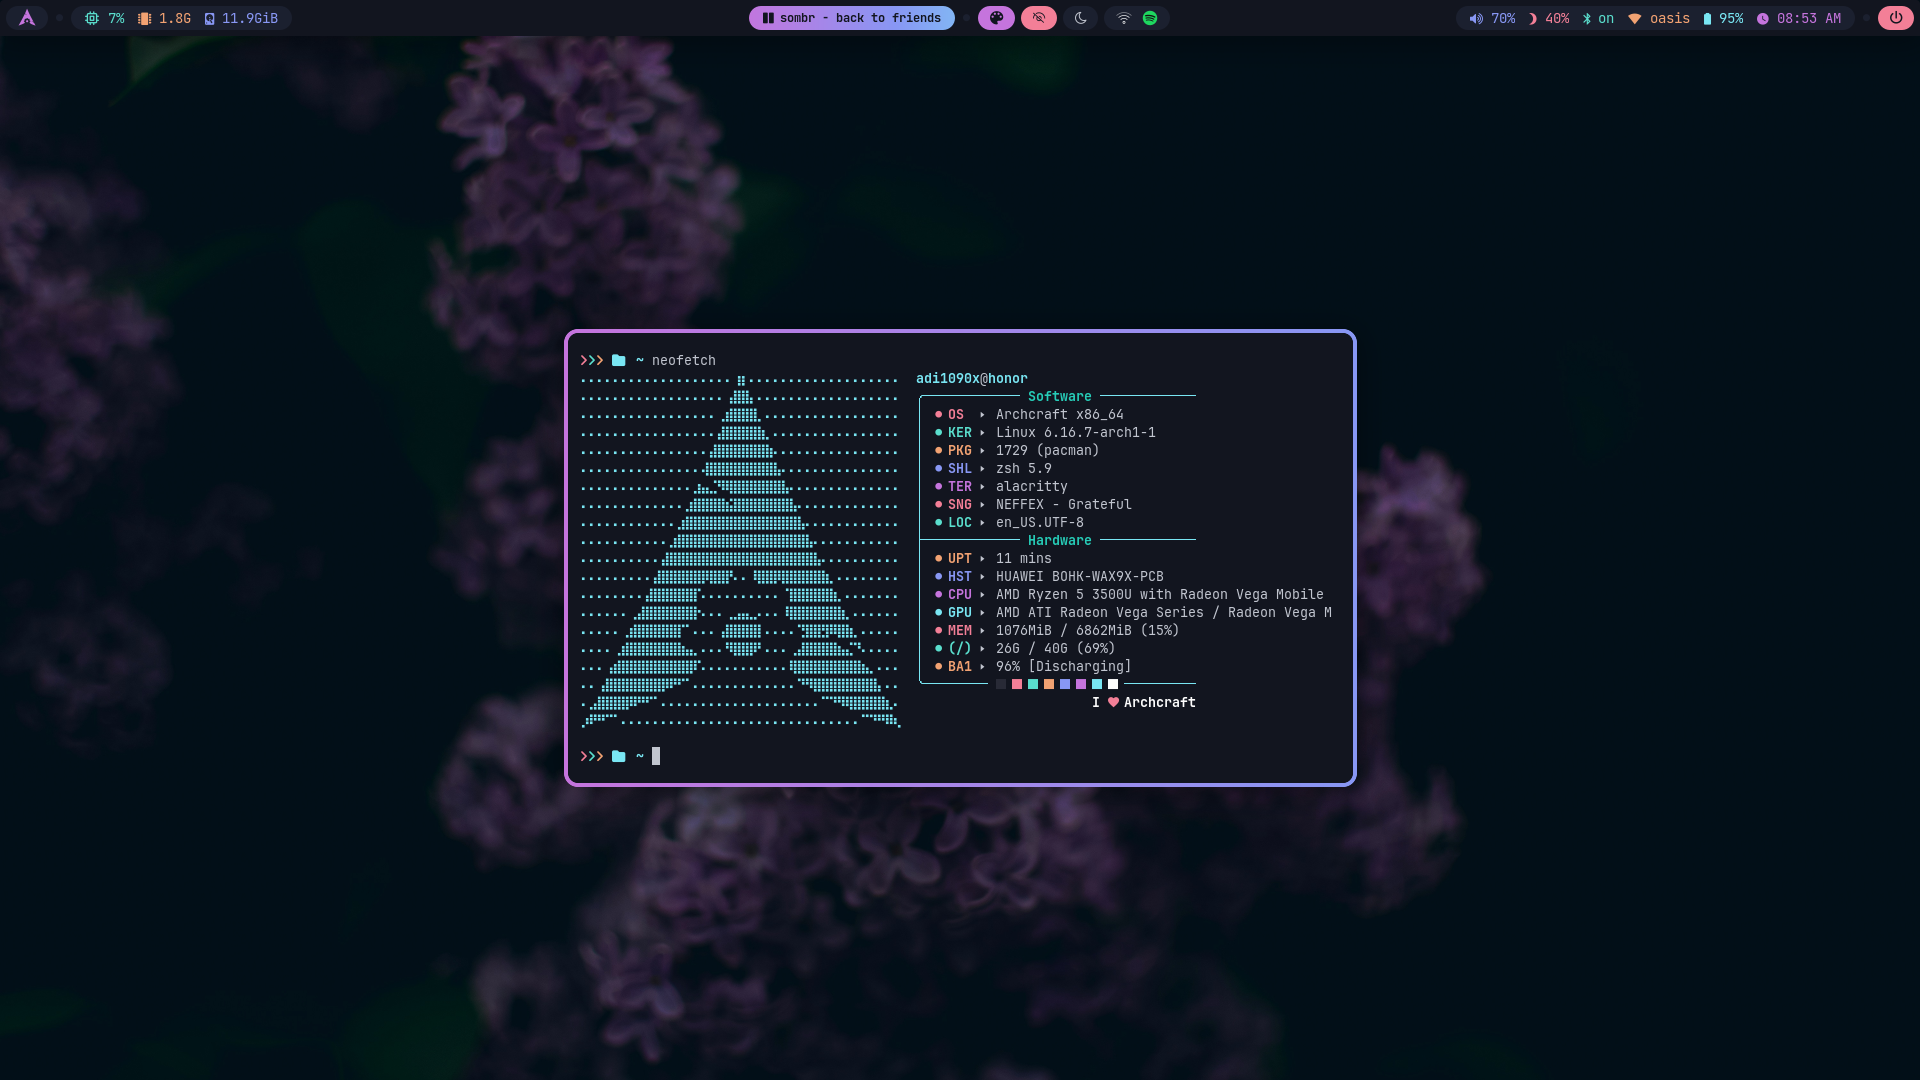 7% 1.8G 11.9GiB sombr - back to friends 70% 40% on oasis 95% 08:53 AM
~ neofetch
adi1090x@honor
Software
OS Archcraft x86_64
KER Linux 6.16.7-arch1-1
PKG 1729 (pacman)
SHL zsh 5.9
TER alacritty
SNG NEFFEX - Grateful
LOC en_US.UTF-8
Hardware
UPT 11 mins
HST HUAWEI BOHK-WAX9X-PCB
CPU AMD Ryzen 5 3500U with Radeon Vega Mobile
GPU AMD ATI Radeon Vega Series / Radeon Vega M
MEM 1076MiB / 6862MiB (15%)
(/) 26G / 40G (69%)
BA1 96% [Discharging]
I ♥ Archcraft
~